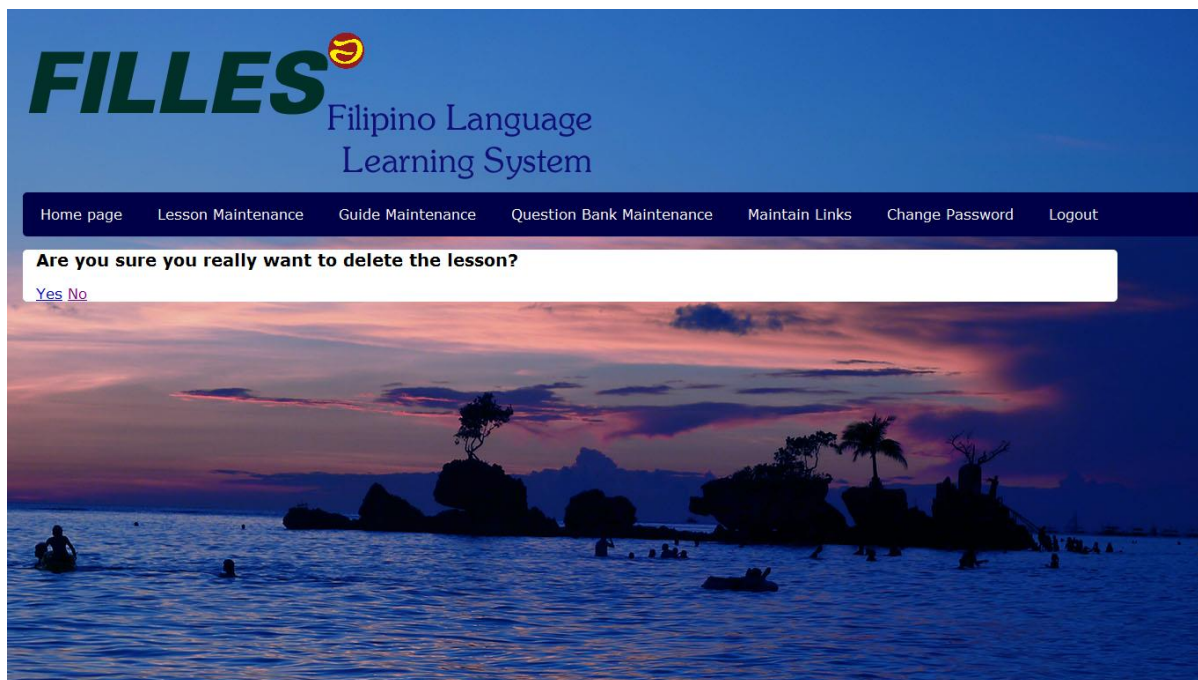 FILLES
Filipino Language
Learning System
Home page Lesson Maintenance Guide Maintenance Question Bank Maintenance Maintain Links Change Password Logout
Are you sure you really want to delete the lesson?
Yes No